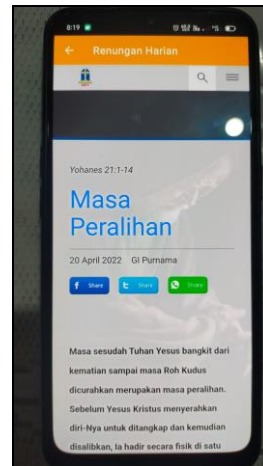 8:19
Renungan Harian
Yohanes 21:1-14
Masa
Peralihan
20 April 2022 GI Purnama
Share
Share
Share
Masa sesudah Tuhan Yesus bangkit dari
kematian sampai masa Roh Kudus
dicurahkan merupakan masa peralihan.
Sebelum Yesus Kristus menyerahkan
diri-Nya untuk ditangkap dan kemudian
disalibkan, Ia hadir secara fisik di satu